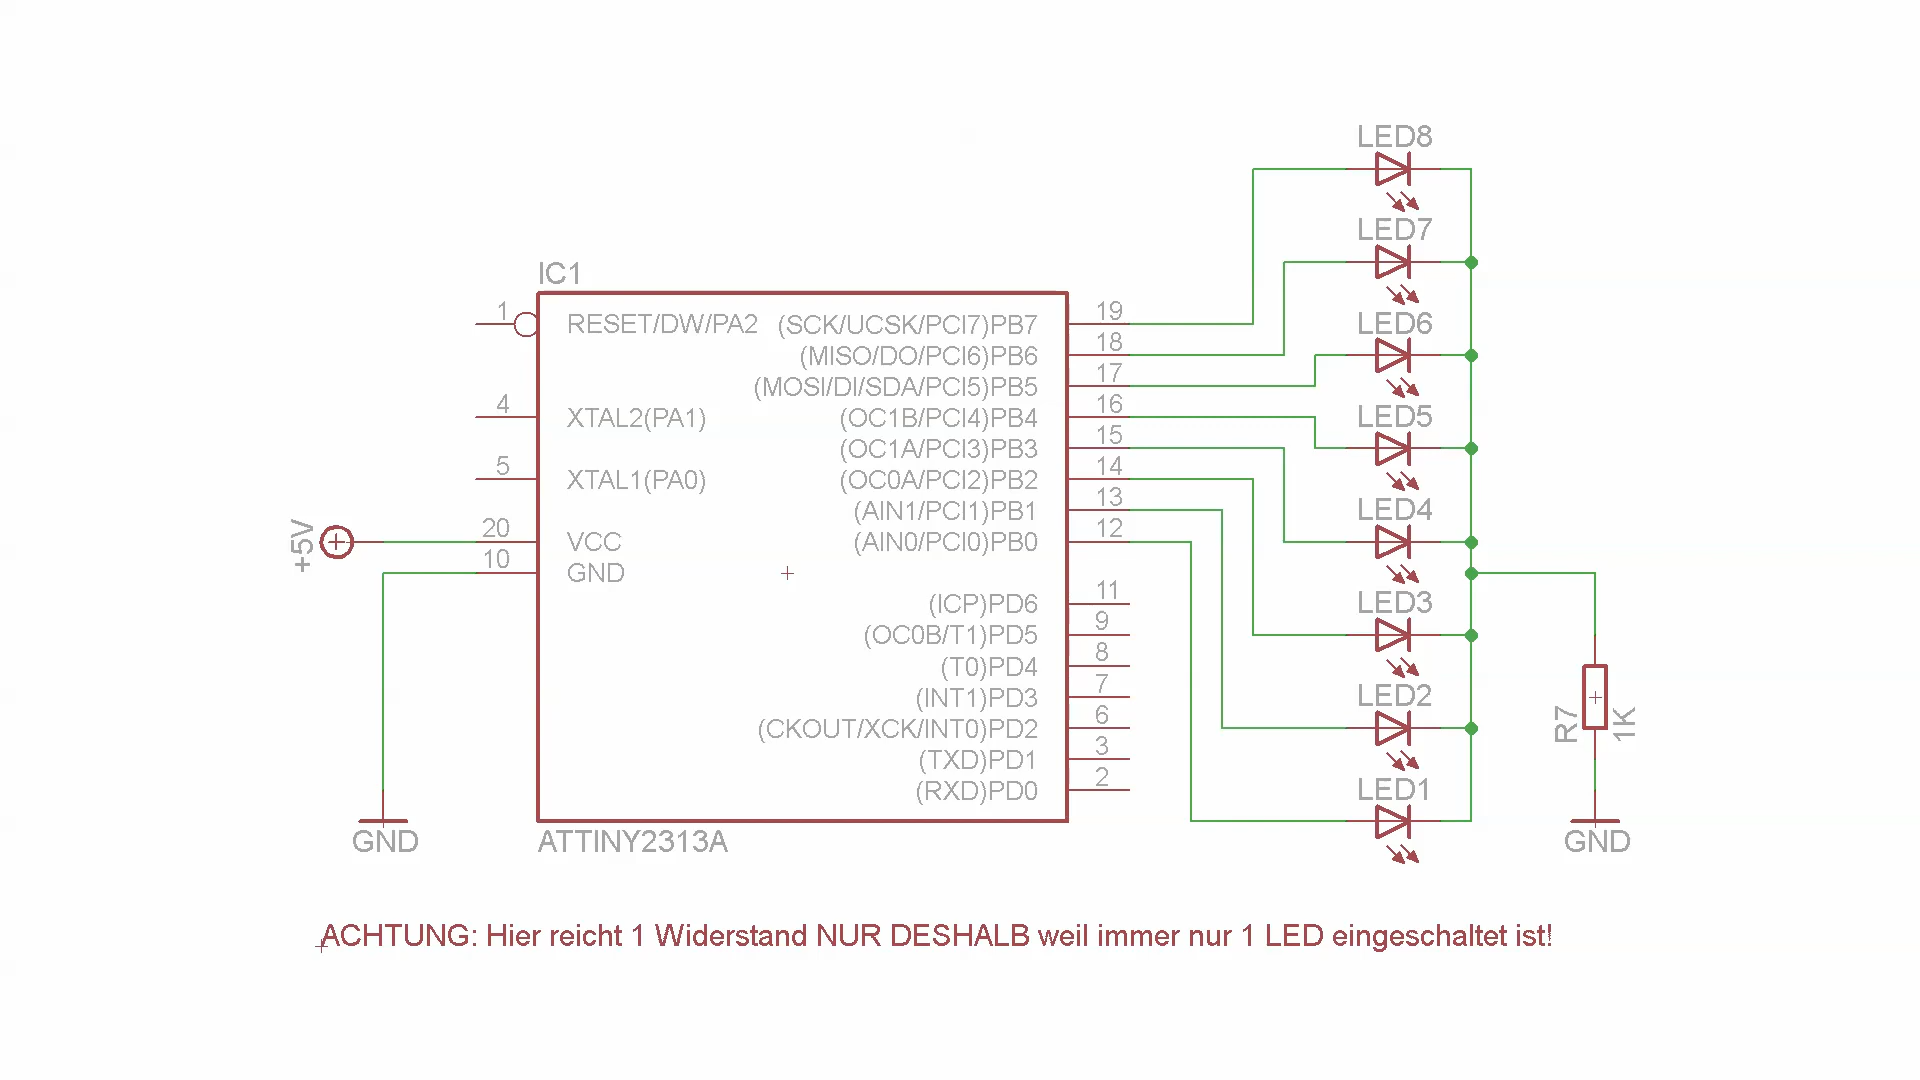 LED8
LED7
IC1
1 RESET/DW/PA2 (SCK/UCSK/PCI7)PB7 19
(MISO/DO/PCI6)PB6 18
LED6
(MOSI/DI/SDA/PCI5)PB5 17
4 XTAL2(PA1) (OC1B/PCI4)PB4 16
LED5
(OC1A/PCI3)PB3 15
5 XTAL1(PA0) (OC0A/PCI2)PB2 14
(AIN1/PCI1)PB1 13
LED4
+5V 20 VCC (AIN0/PCI0)PB0 12
10 GND
(ICP)PD6 11
LED3
(OC0B/T1)PD5 9
(T0)PD4 8
(INT1)PD3 7
LED2
R7 1K
(CKOUT/XCK/INT0)PD2 6
(TXD)PD1 3
(RXD)PD0 2
LED1
GND
ATTINY2313A
GND
ACHTUNG: Hier reicht 1 Widerstand NUR DESHALB weil immer nur 1 LED eingeschaltet ist!